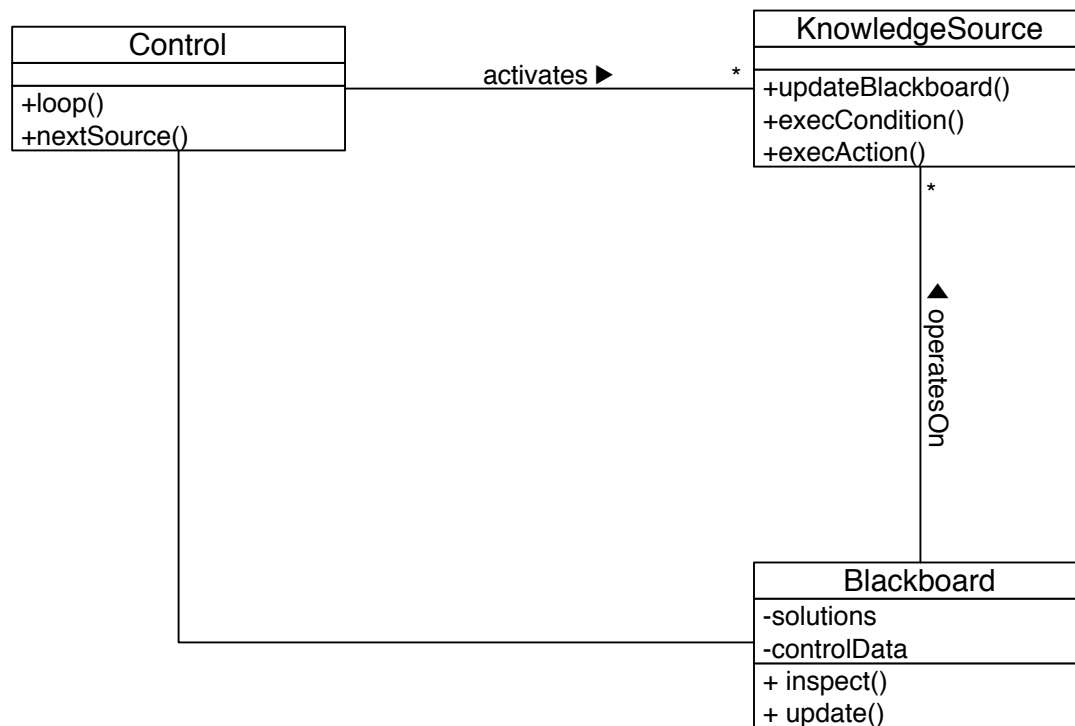 Control
+loop()
+nextSource()
activates ▶
*
KnowledgeSource
+updateBlackboard()
+execCondition()
+execAction()
*
▲ operatesOn
Blackboard
-solutions
-controlData
+ inspect()
+ update()